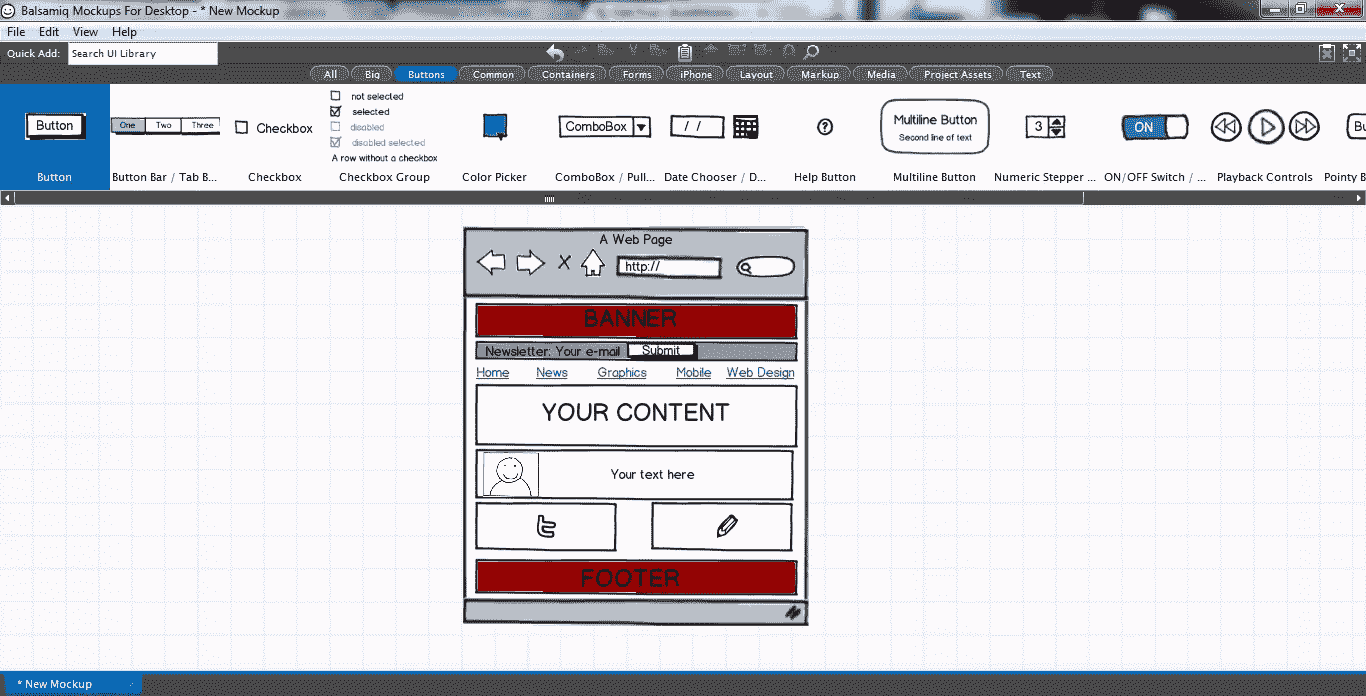 Balsamiq Mockups For Desktop - * New Mockup
File Edit View Help
Quick Add: Search UI Library
All Big Buttons Common Containers Forms iPhone Layout Markup Media Project Assets Text
Button
One Two Three
Checkbox
not selected
selected
disabled
disabled selected
A row without a checkbox
ComboBox
/ /
?
Multiline Button
Second line of text
3
ON
Bu
Button Button Bar / Tab B... Checkbox Checkbox Group Color Picker ComboBox / Pull... Date Chooser / D... Help Button Multiline Button Numeric Stepper ... ON/OFF Switch / ... Playback Controls Pointy B
A Web Page
http://
BANNER
Newsletter: Your e-mail Submit
Home News Graphics Mobile Web Design
YOUR CONTENT
Your text here
FOOTER
* New Mockup